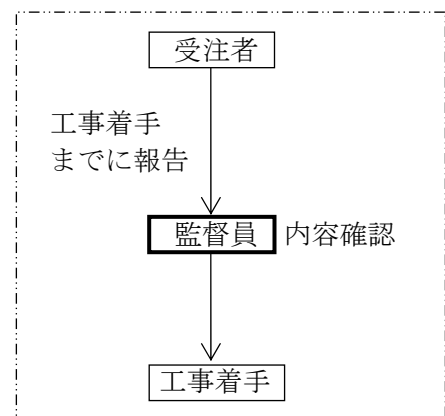 受注者
工事着手
までに報告
監督員 内容確認
工事着手